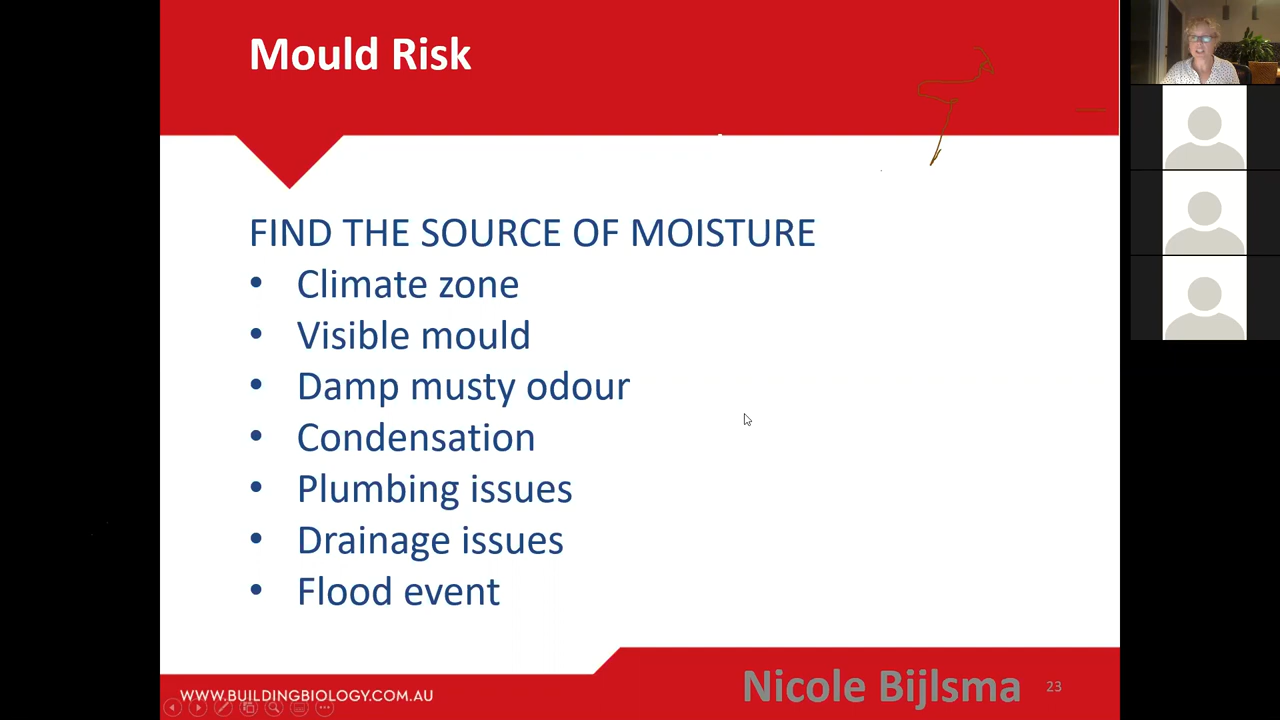 Mould Risk
FIND THE SOURCE OF MOISTURE
• Climate zone
• Visible mould
• Damp musty odour
• Condensation
• Plumbing issues
• Drainage issues
• Flood event
WWW.BUILDINGBIOLOGY.COM.AU
Nicole Bijlsma
23